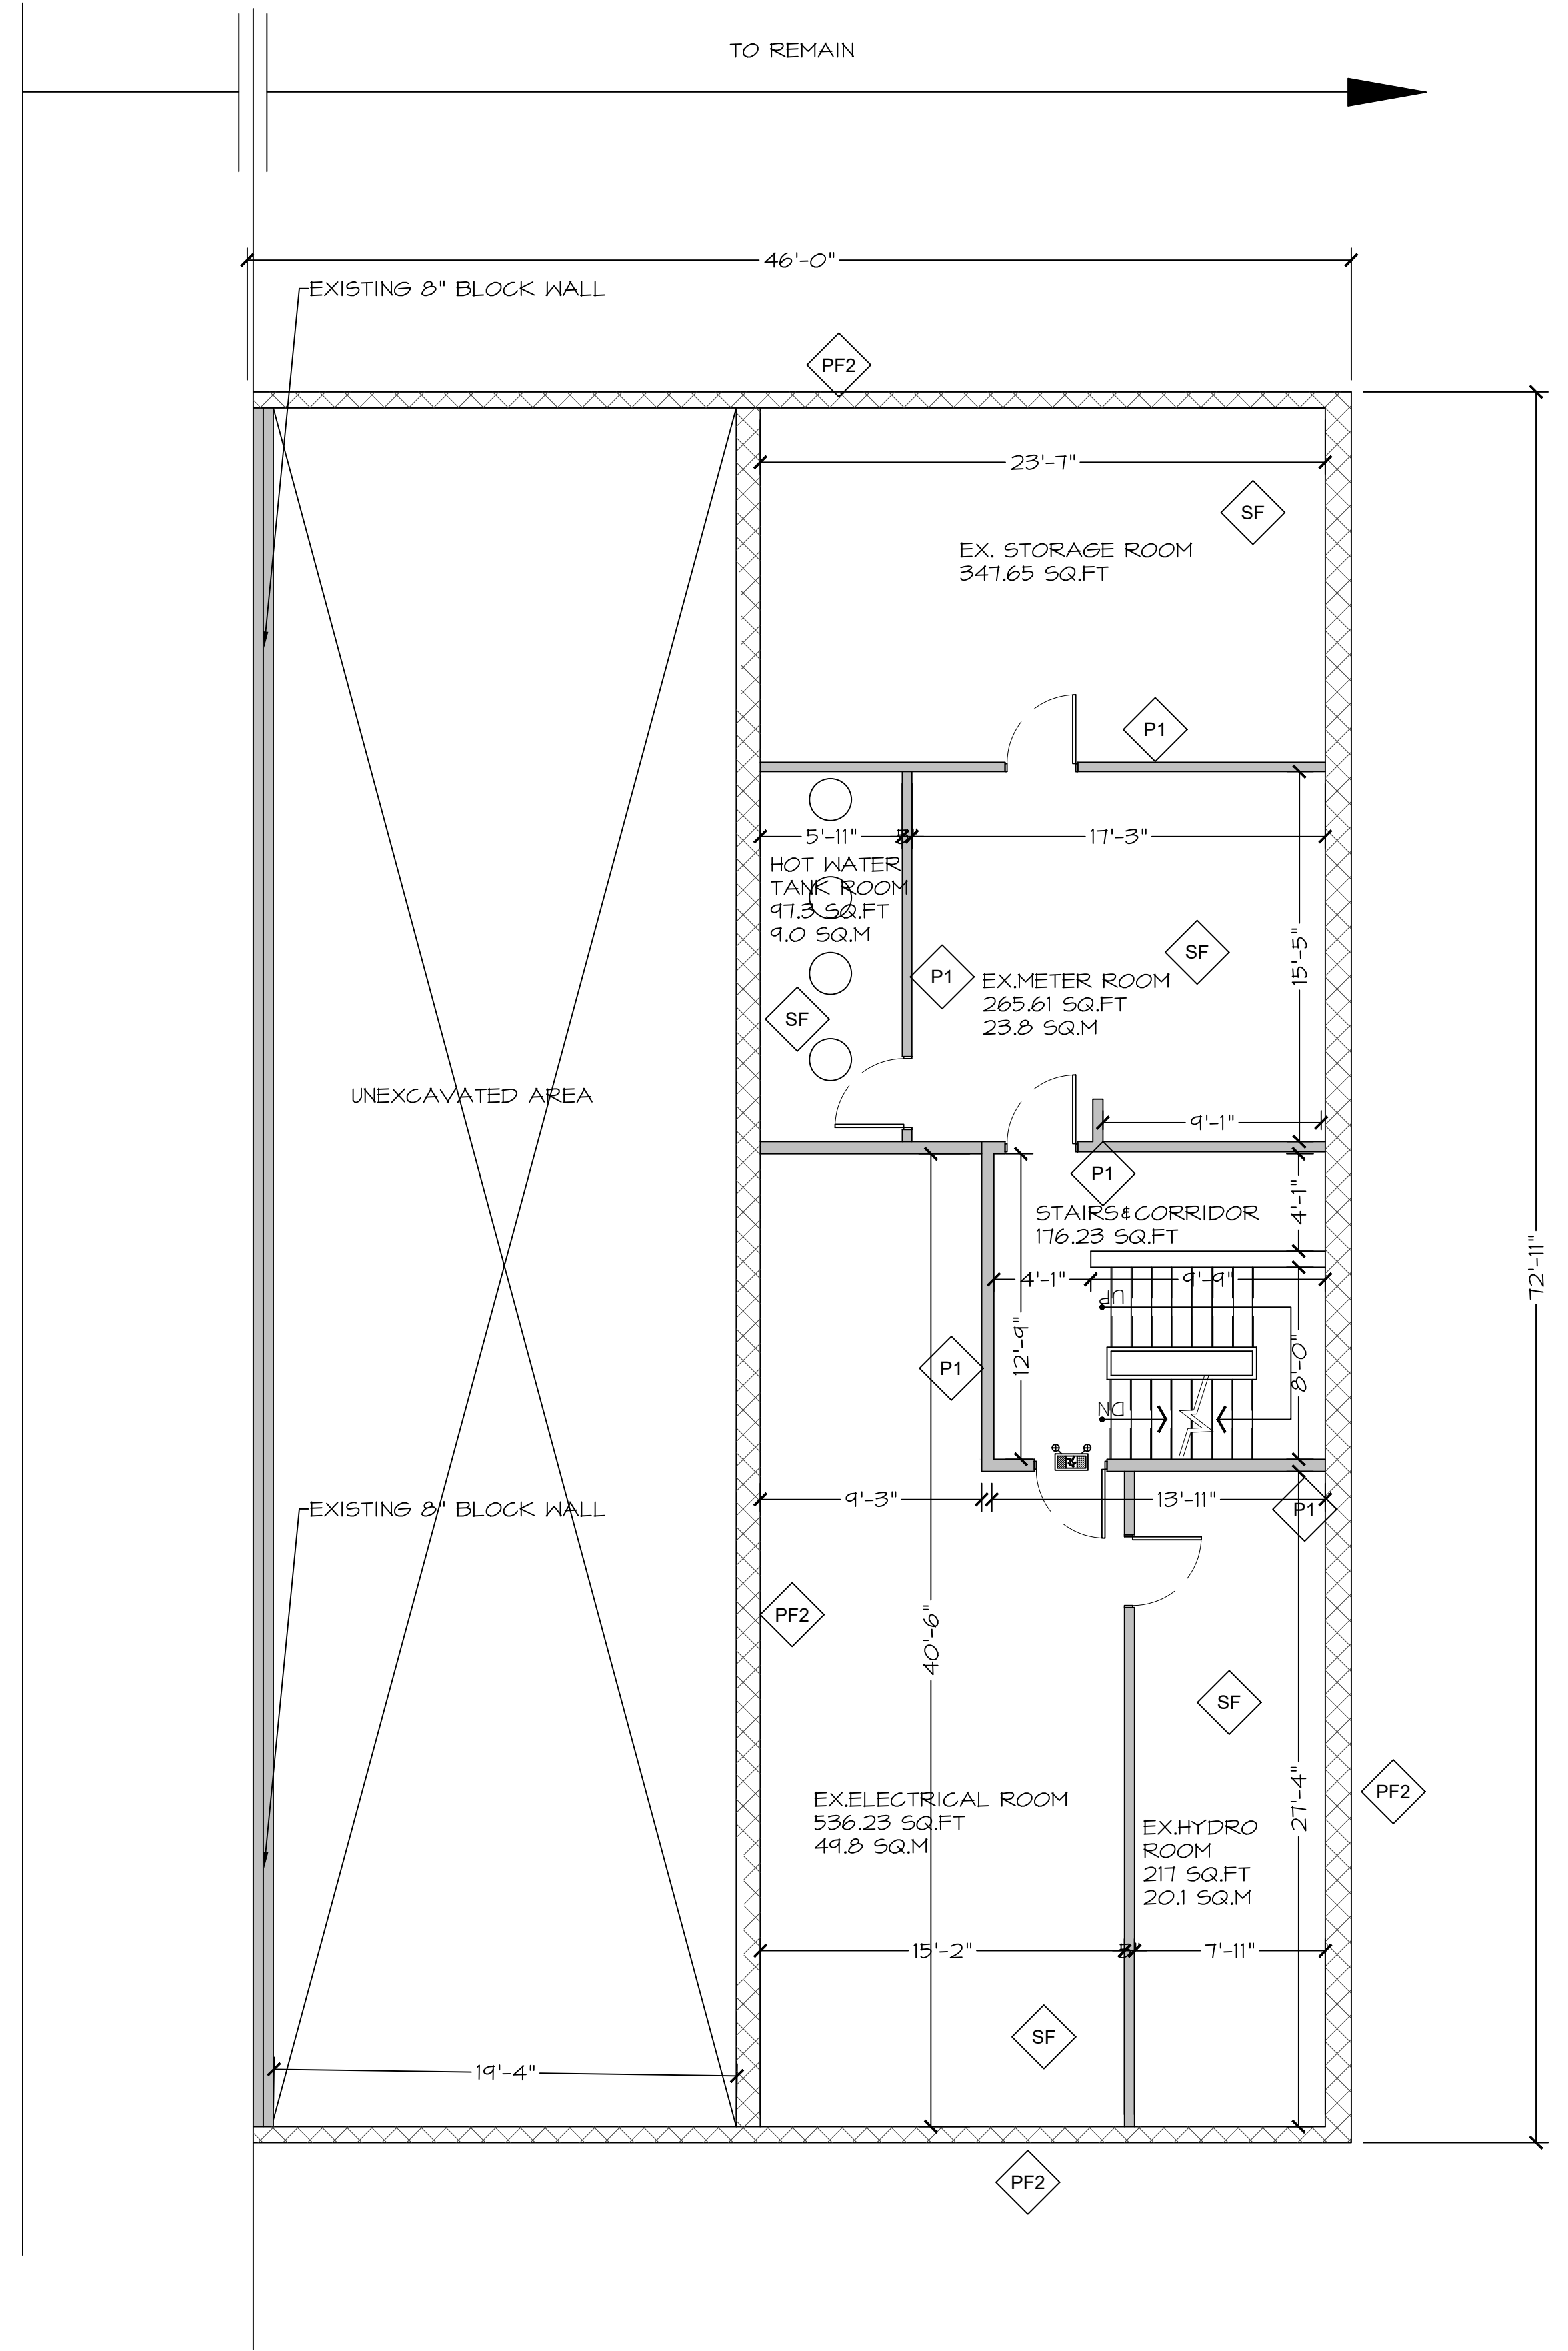 TO REMAIN
46'-0"
EXISTING 8" BLOCK WALL
PF2
23'-7"
SF
EX. STORAGE ROOM
347.65 SQ.FT
P1
5'-11"
17'-3"
HOT WATER
TANK ROOM
97.3 SQ.FT
9.0 SQ.M
15'-5"
SF
P1
EX.METER ROOM
265.61 SQ.FT
23.8 SQ.M
SF
UNEXCAVATED AREA
9'-1"
P1
4'-1"
STAIRS&CORRIDOR
176.23 SQ.FT
72'-11"
4'-1"
9'-9"
UP
12'-9"
8'-0"
P1
DN
9'-3"
13'-11"
P1
EXISTING 8" BLOCK WALL
PF2
40'-6"
SF
PF2
27'-4"
EX.ELECTRICAL ROOM
536.23 SQ.FT
49.8 SQ.M
EX.HYDRO
ROOM
217 SQ.FT
20.1 SQ.M
15'-2"
7'-11"
SF
19'-4"
PF2